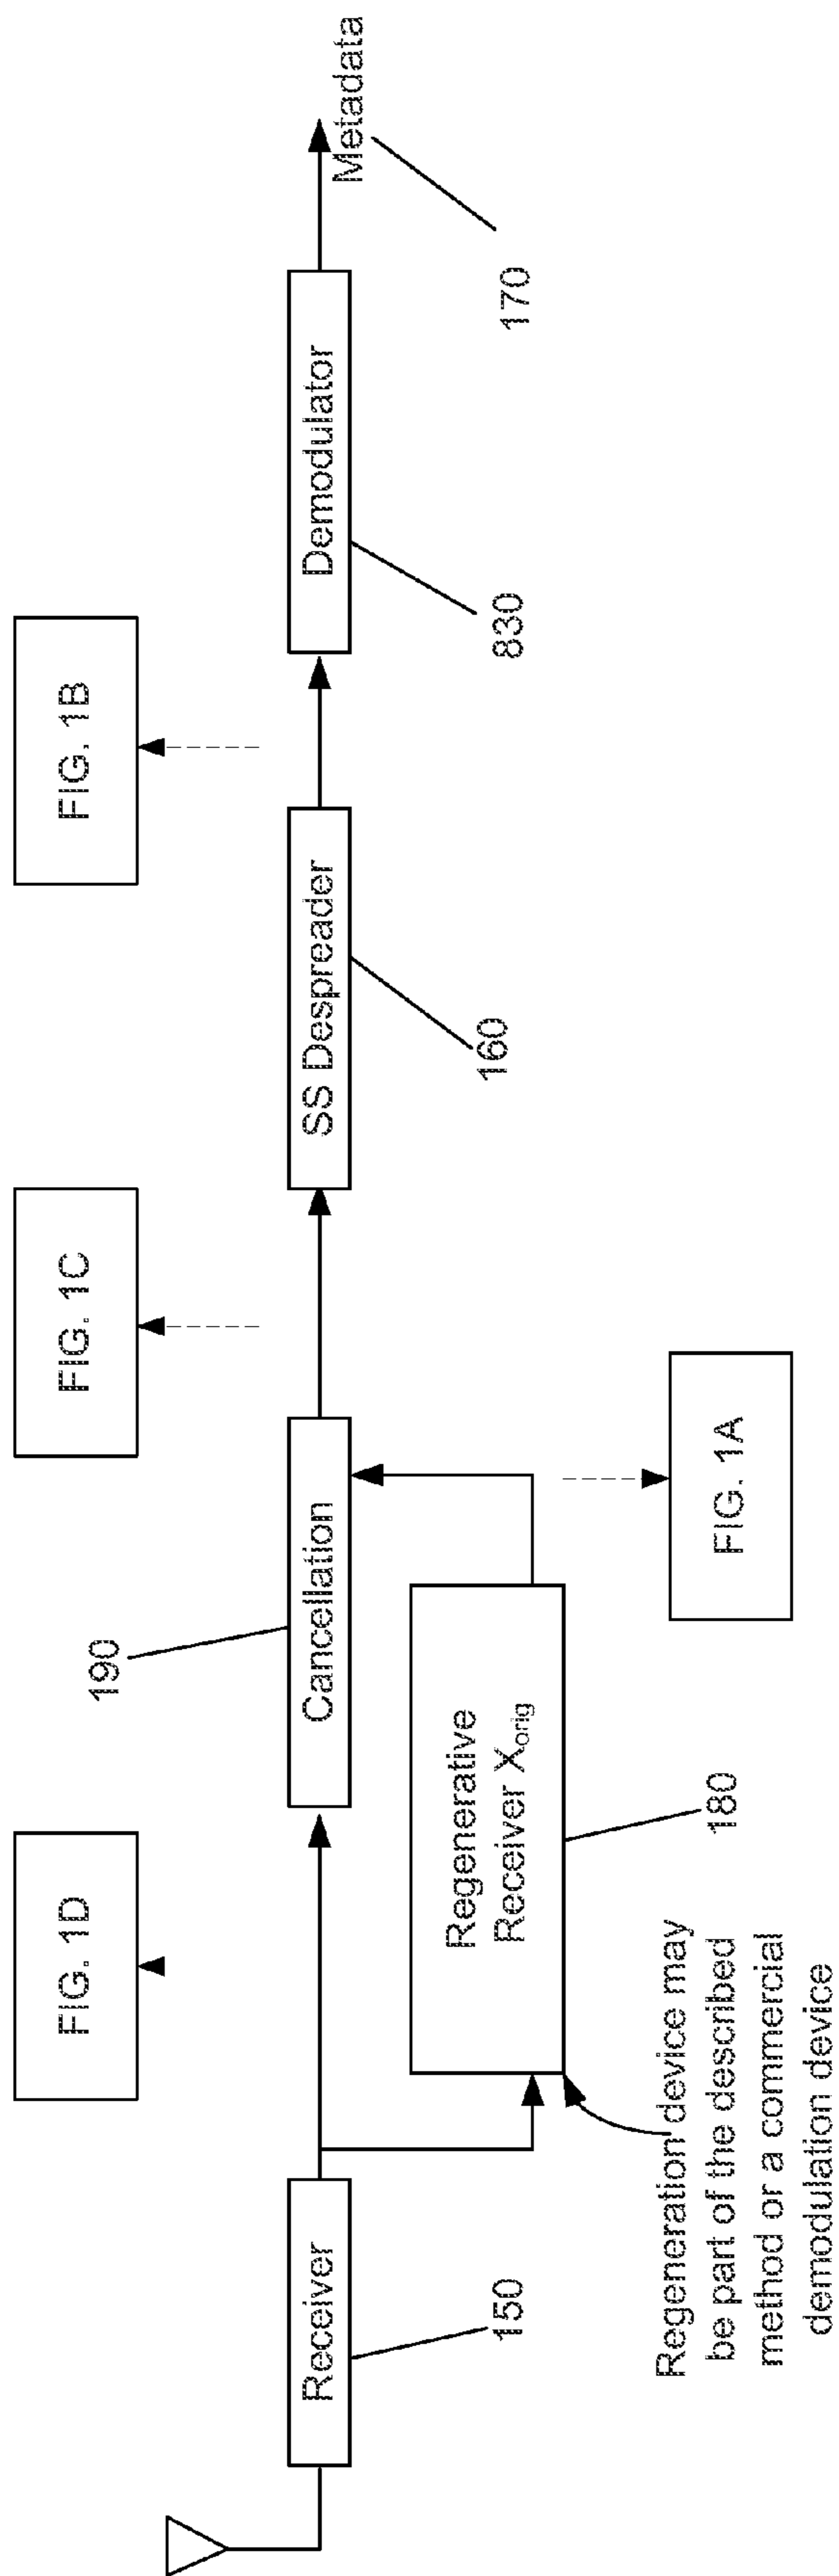 FIG. 1D
FIG. 1C
FIG. 1B
190
Receiver
Cancellation
SS Despreader
Demodulator
Metadata
150
160
830
170
Regenerative
Receiver Xorig
180
FIG. 1A
Regeneration device may
be part of the described
method or a commercial
demodulation device